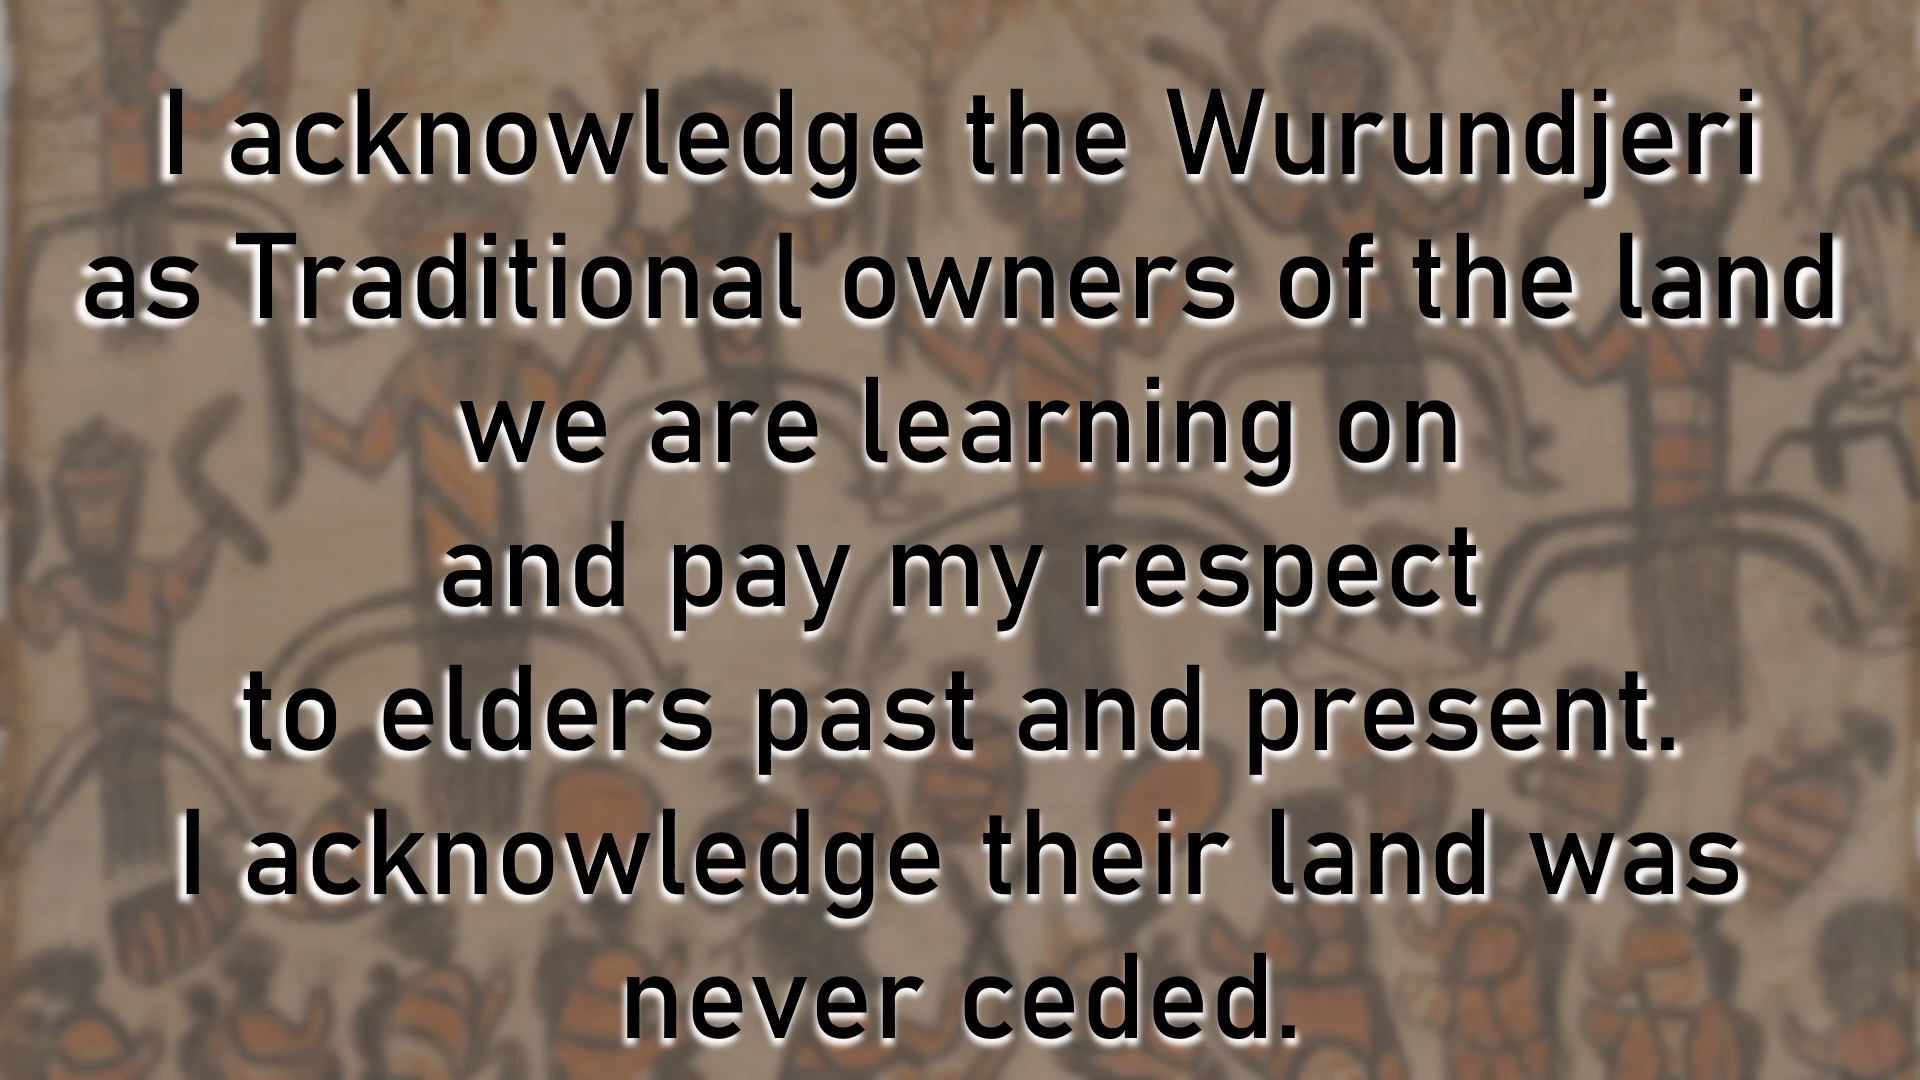 I acknowledge the Wurundjeri
as Traditional owners of the land
we are learning on
and pay my respect
to elders past and present.
I acknowledge their land was
never ceded.